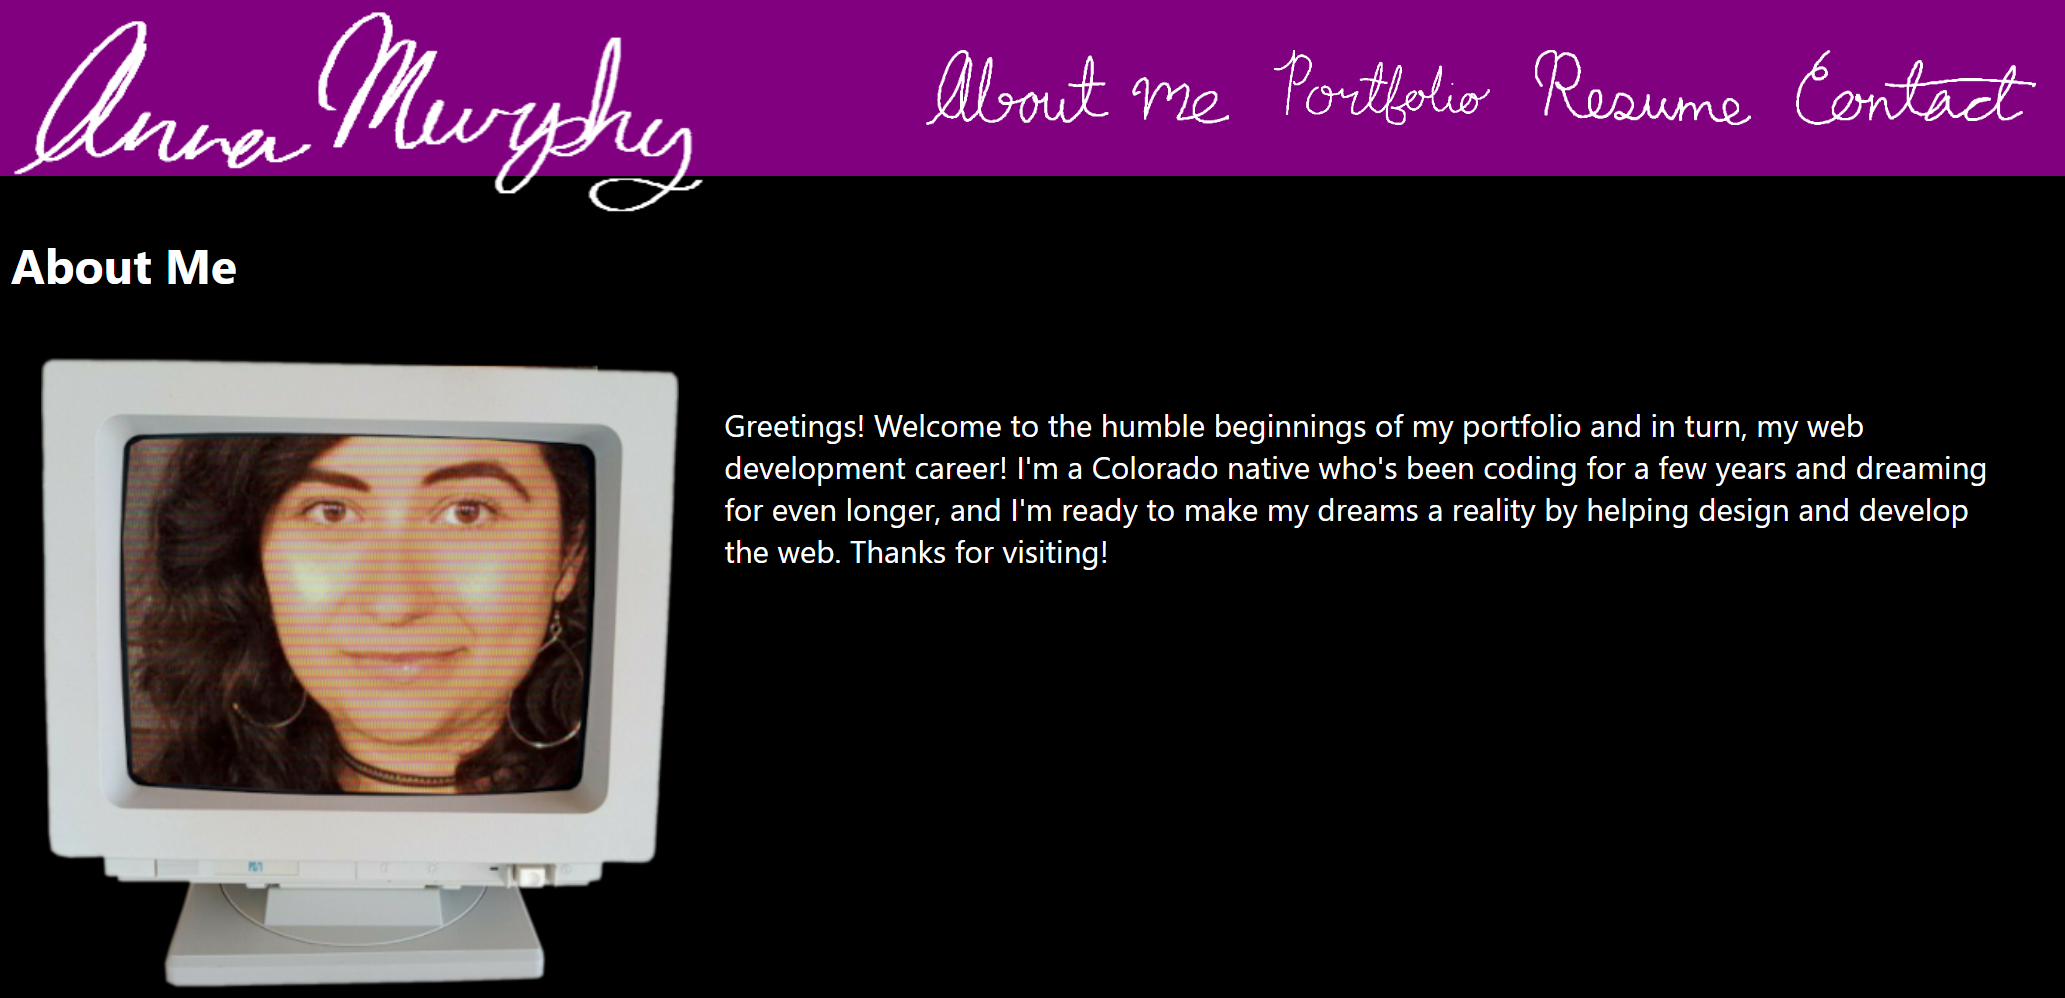 Anna Murphy
About Me Portfolio Resume Contact
About Me
Greetings! Welcome to the humble beginnings of my portfolio and in turn, my web
development career! I'm a Colorado native who's been coding for a few years and dreaming
for even longer, and I'm ready to make my dreams a reality by helping design and develop
the web. Thanks for visiting!